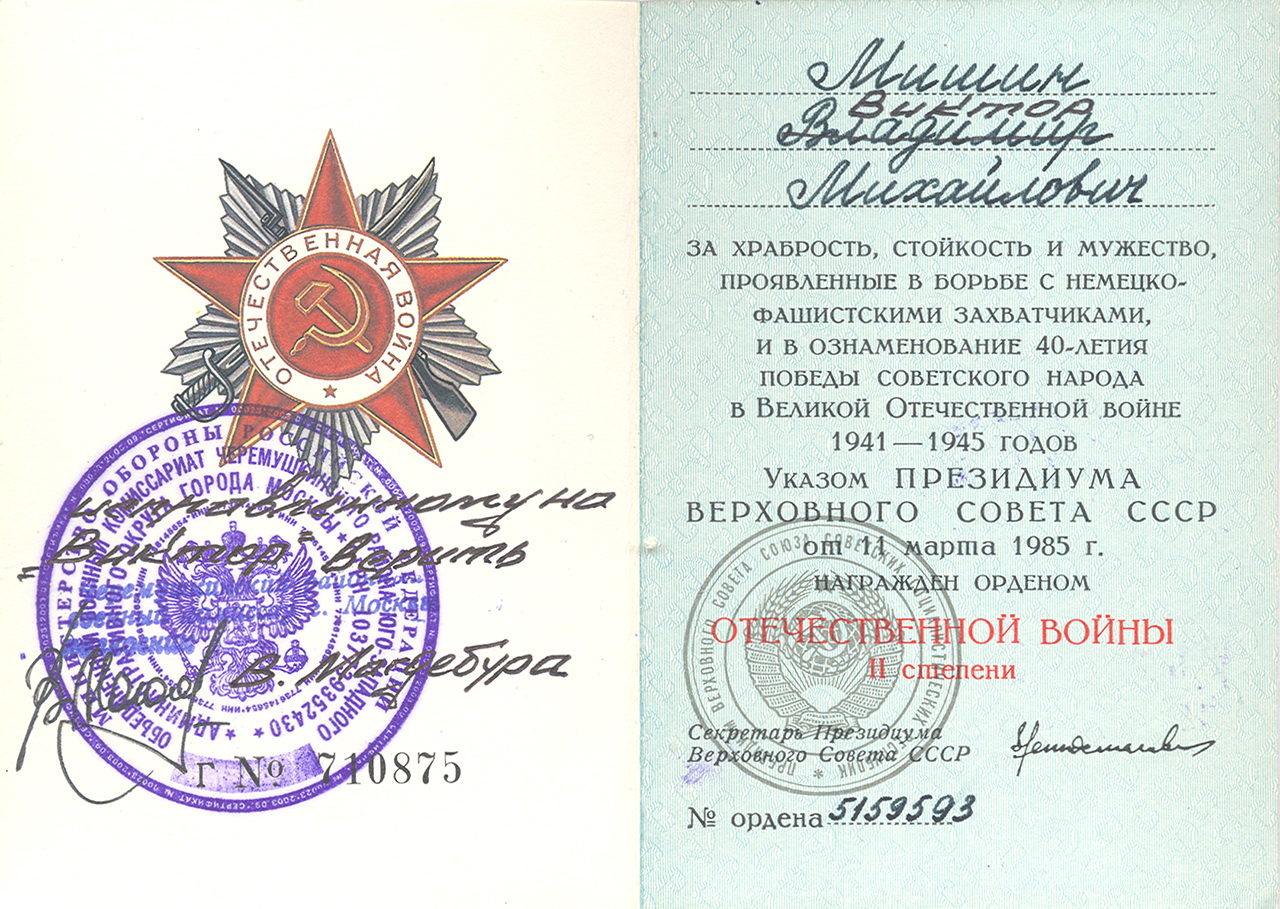 ОТЕЧЕСТВЕННАЯ ВОЙНА
исправленному на
"Виктор" верить
В. Магдебура
Г № 710875
Мишин
Виктор
Владимир
Михайлович
ЗА ХРАБРОСТЬ, СТОЙКОСТЬ И МУЖЕСТВО,
ПРОЯВЛЕННЫЕ В БОРЬБЕ С НЕМЕЦКО-
ФАШИСТСКИМИ ЗАХВАТЧИКАМИ,
И В ОЗНАМЕНОВАНИЕ 40-ЛЕТИЯ
ПОБЕДЫ СОВЕТСКОГО НАРОДА
В ВЕЛИКОЙ ОТЕЧЕСТВЕННОЙ ВОЙНЕ
1941—1945 ГОДОВ
УКАЗОМ ПРЕЗИДИУМА
ВЕРХОВНОГО СОВЕТА СССР
от 11 марта 1985 г.
НАГРАЖДЕН ОРДЕНОМ
ОТЕЧЕСТВЕННОЙ ВОЙНЫ
II степени
Секретарь Президиума
Верховного Совета СССР
№ ордена 5159593